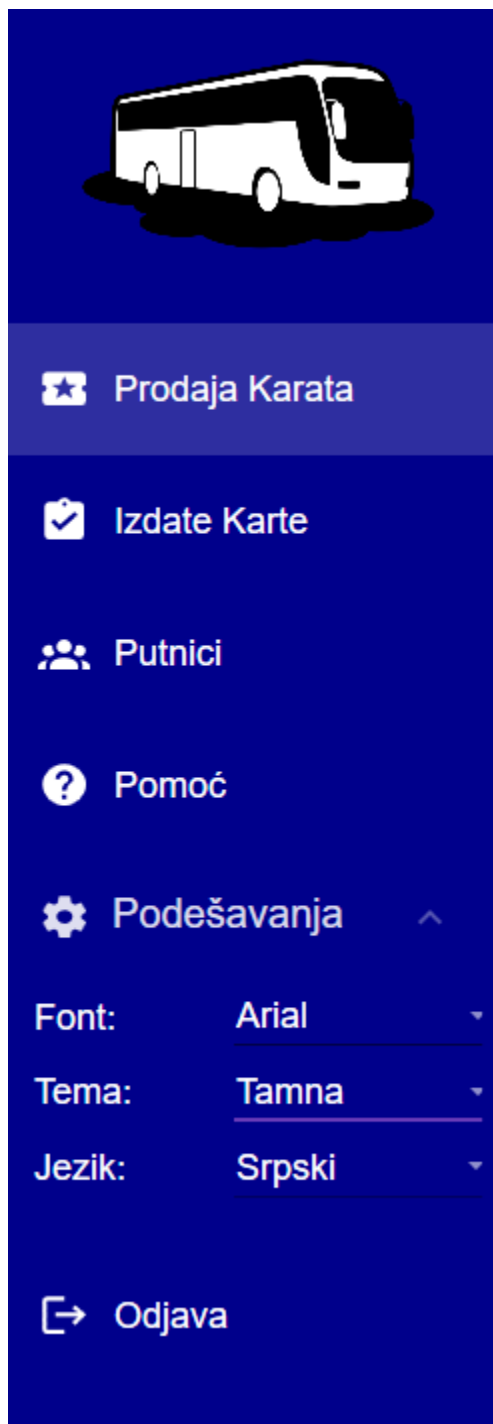 Prodaja Karata
Izdate Karte
Putnici
Pomoć
Podešavanja
Font: Arial
Tema: Tamna
Jezik: Srpski
Odjava